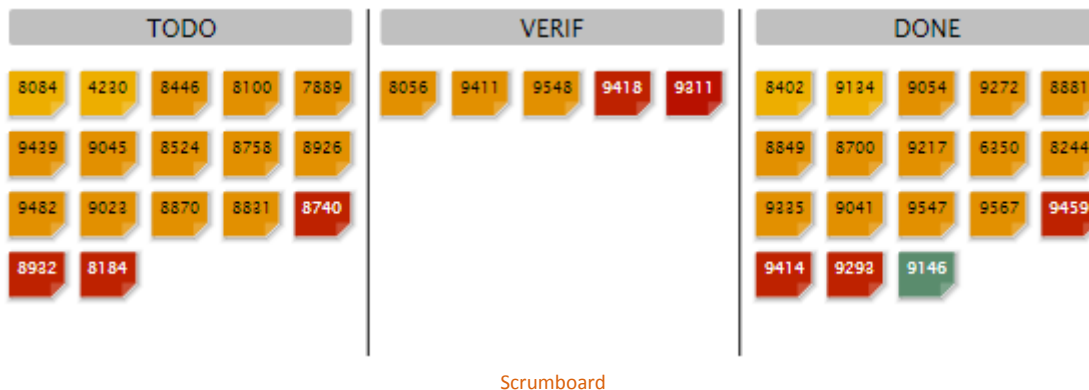 TODO VERIF DONE
8084 4230 8446 8100 7889 8056 9411 9548 9418 9311 8402 9134 9054 9272 8881
9439 9045 8524 8758 8926 8849 8700 9217 6350 8244
9482 9023 8870 8831 8740 9335 9041 9547 9567 9459
8932 8184 9414 9293 9146
Scrumboard